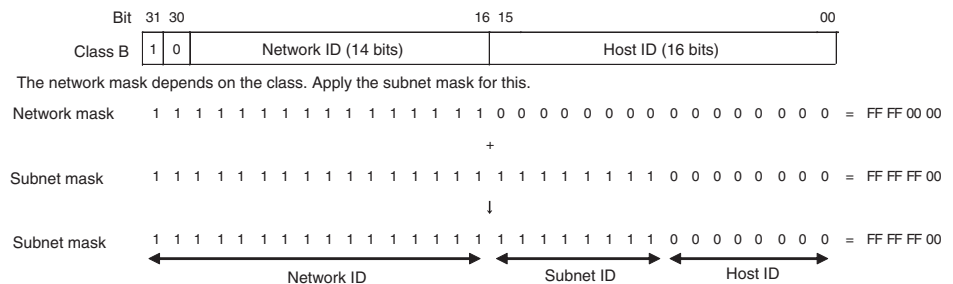 Bit 31 30 16 15 00
Class B 1 0 Network ID (14 bits) Host ID (16 bits)
The network mask depends on the class. Apply the subnet mask for this.
Network mask 1 1 1 1 1 1 1 1 1 1 1 1 1 1 1 1 0 0 0 0 0 0 0 0 0 0 0 0 0 0 0 0 = FF FF 00 00
+
Subnet mask 1 1 1 1 1 1 1 1 1 1 1 1 1 1 1 1 1 1 1 1 1 1 1 1 0 0 0 0 0 0 0 0 = FF FF FF 00
↓
Subnet mask 1 1 1 1 1 1 1 1 1 1 1 1 1 1 1 1 1 1 1 1 1 1 1 1 0 0 0 0 0 0 0 0 = FF FF FF 00
Network ID Subnet ID Host ID